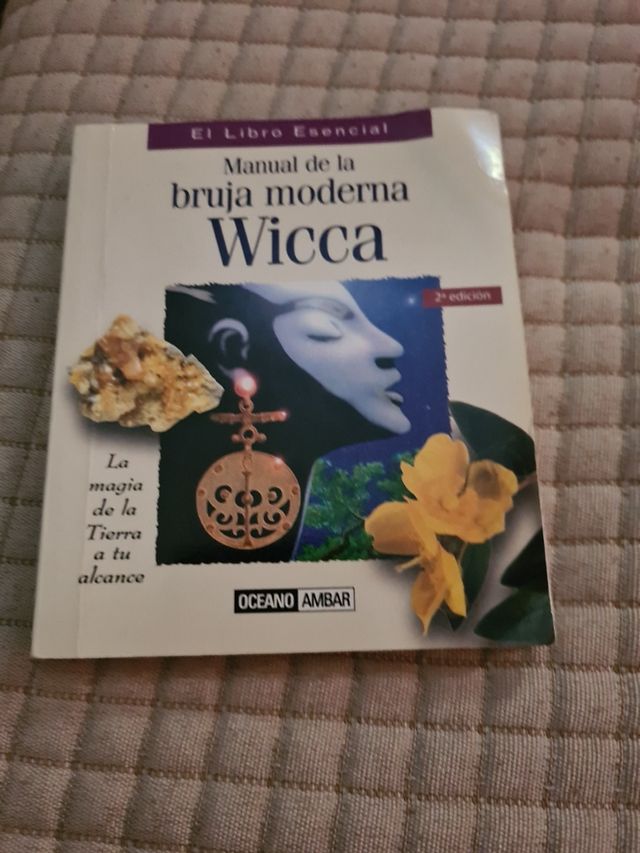 El Libro Esencial
Manual de la
bruja moderna
Wicca
2ª edición
La
magia
de la
Tierra
a tu
alcance
OCEANO AMBAR